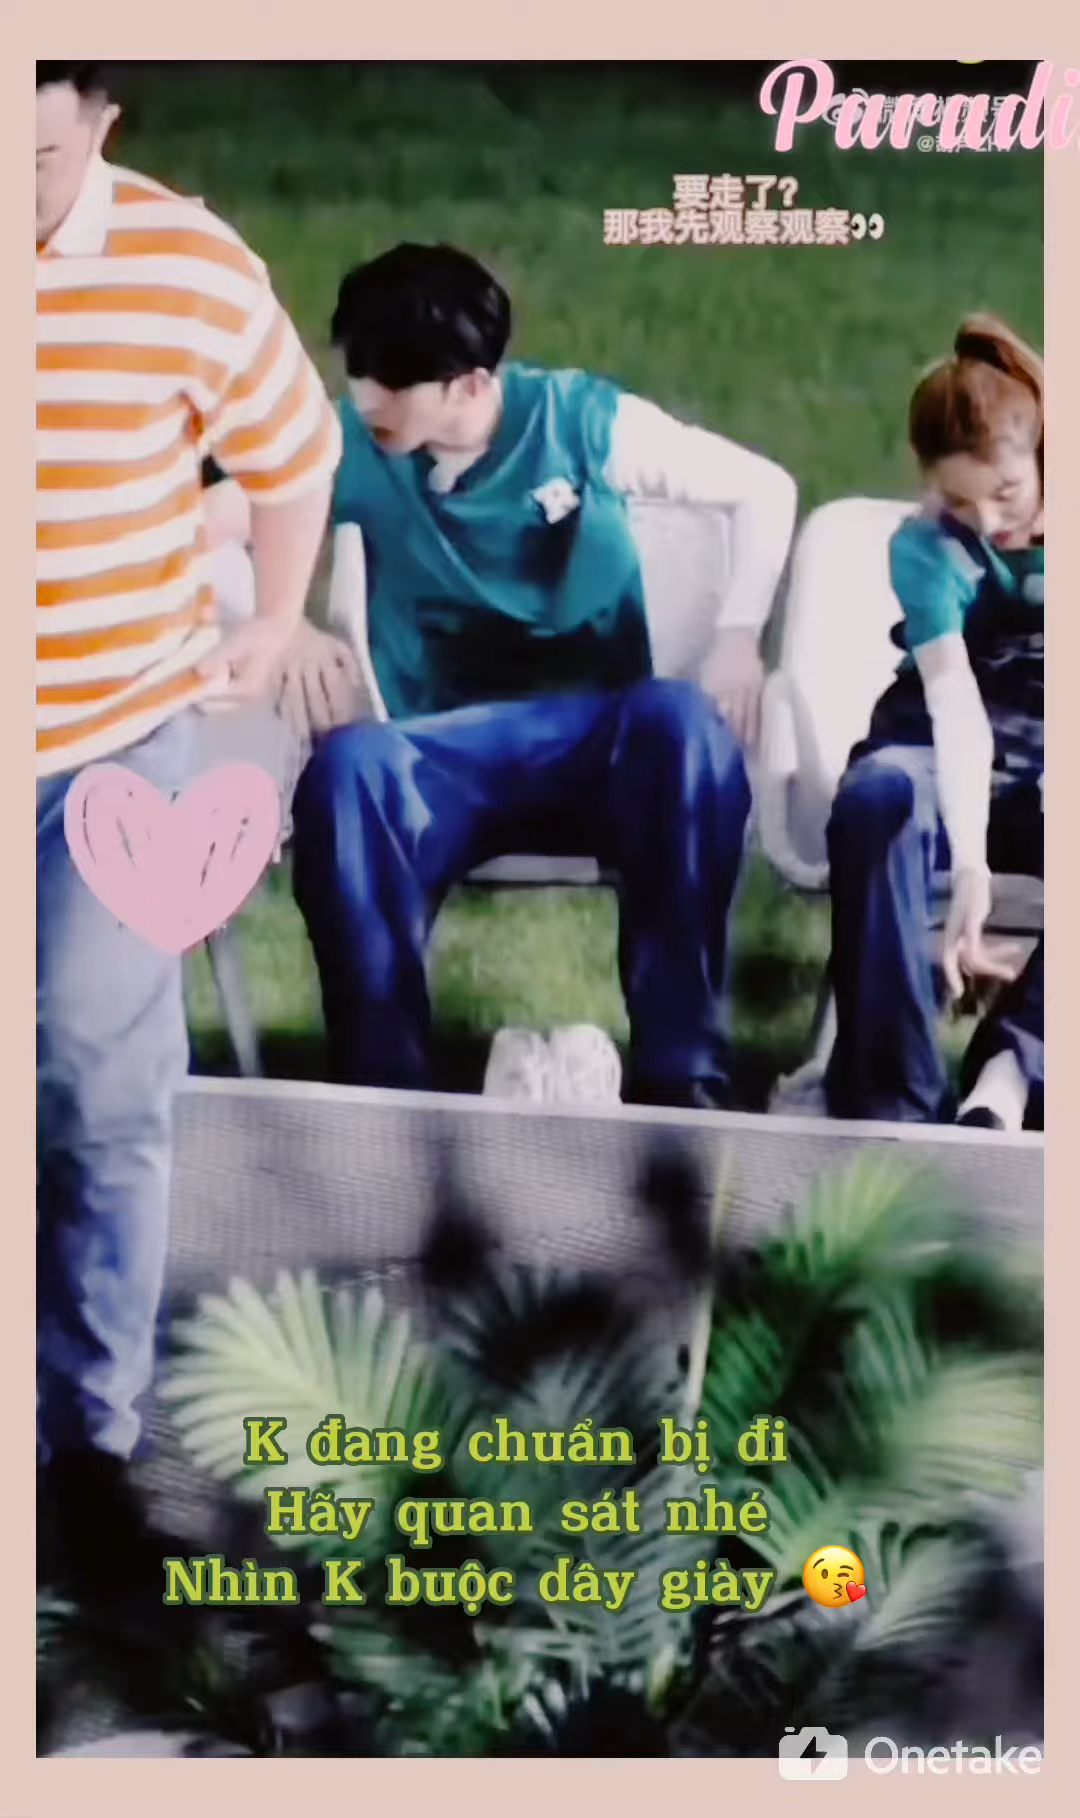 Paradi
要走了?
那我先观察观察👀
K đang chuẩn bị đi
Hãy quan sát nhé
Nhìn K buộc dây giày 😘
Onetake